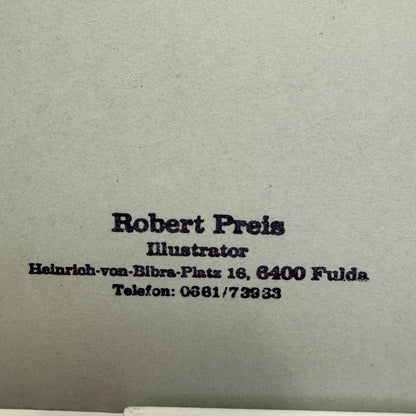 Robert Preis
Illustrator
Heinrich-von-Bibra-Platz 16, 6400 Fulda
Telefon: 0661/73933